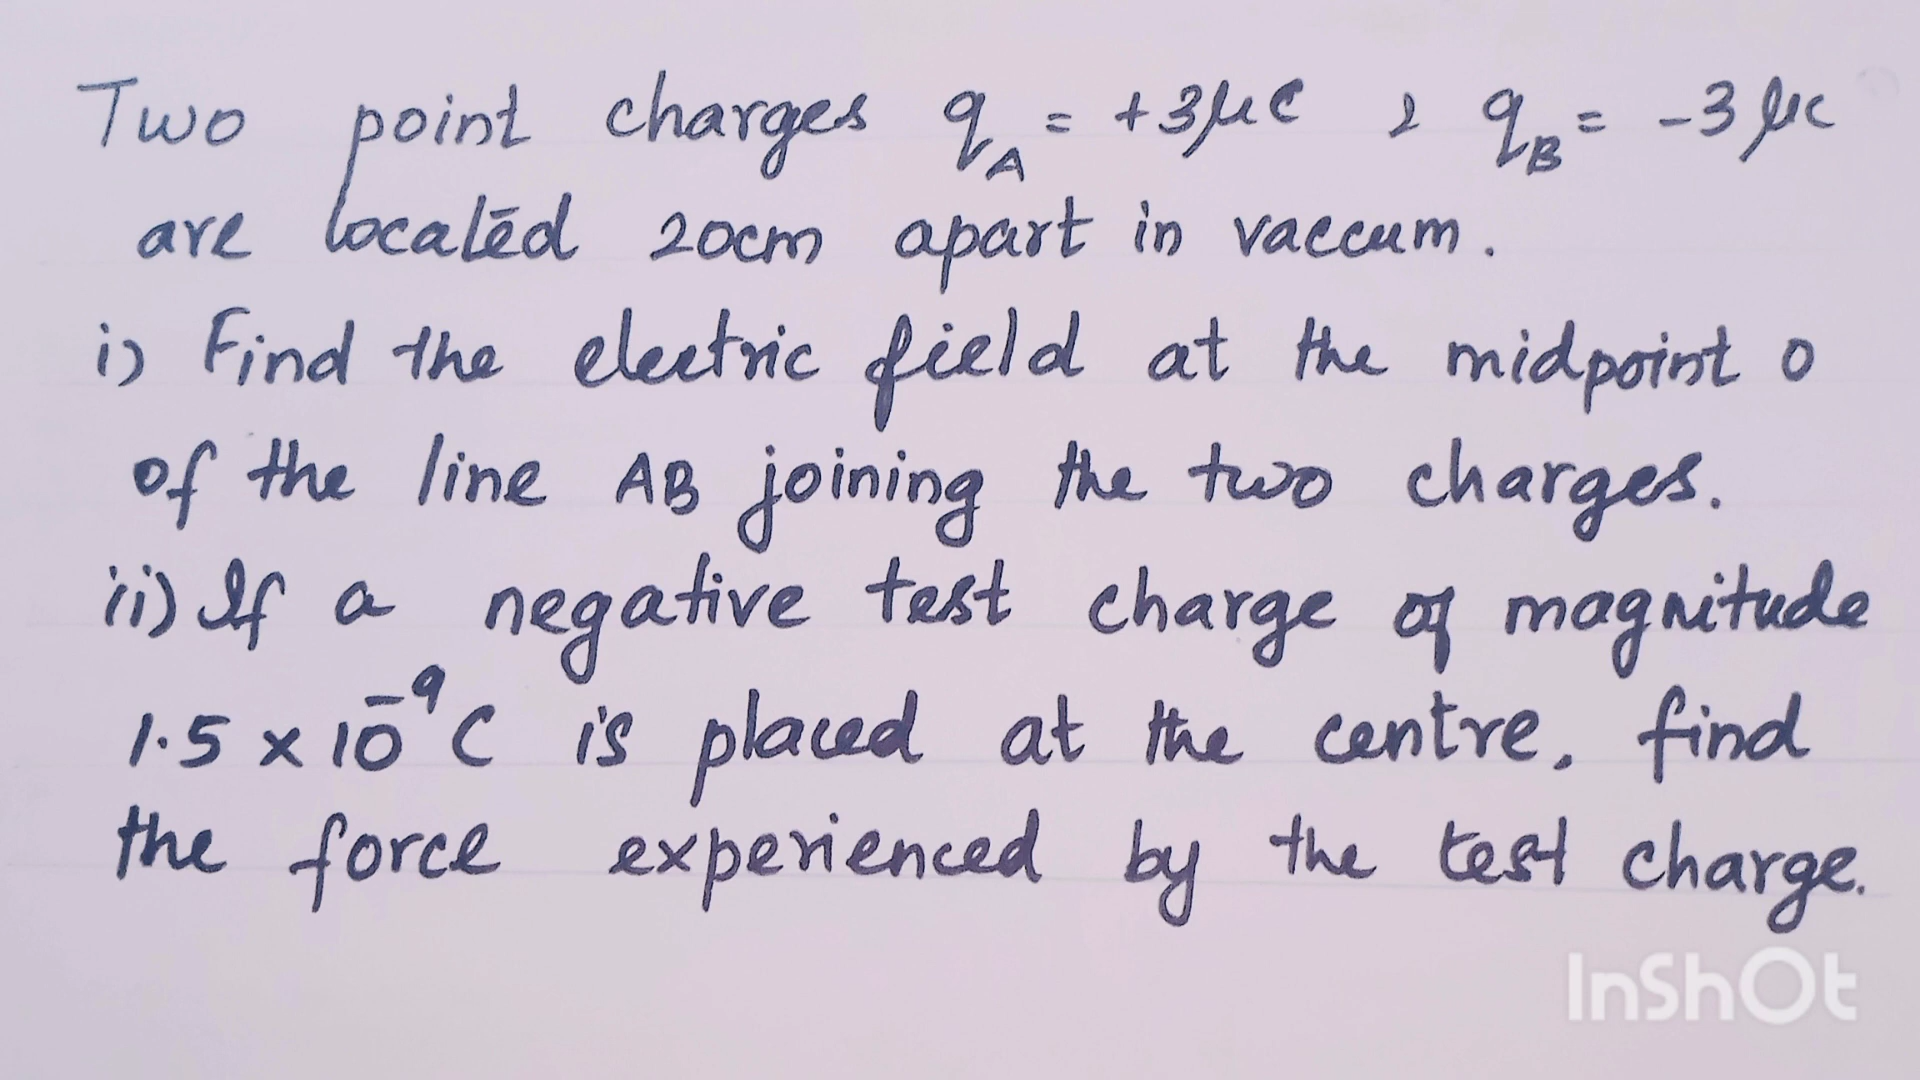 Two point charges qA = +3μC , qB = -3μC
are located 20cm apart in vaccum.
i) Find the electric field at the midpoint O
of the line AB joining the two charges.
ii) If a negative test charge of magnitude
1.5 x 10⁻⁹ C is placed at the centre, find
the force experienced by the test charge.
InShOt